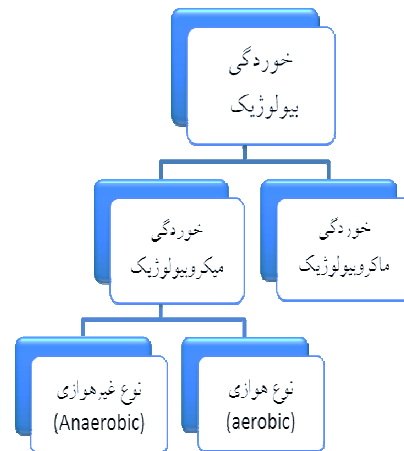 خوردگی
بیولوژیک
خوردگی
ماکروبیولوژیک
خوردگی
میکروبیولوژیک
نوع هوازی
(aerobic)
نوع غیرهوازی
(Anaerobic)